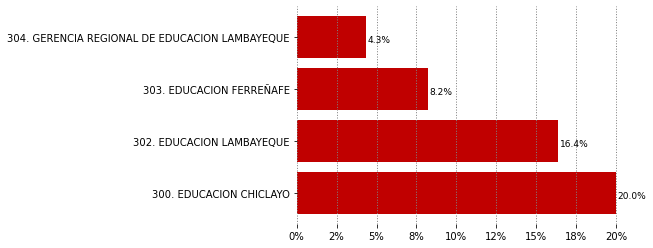 304. GERENCIA REGIONAL DE EDUCACION LAMBAYEQUE
4.3%
303. EDUCACION FERREÑAFE
8.2%
302. EDUCACION LAMBAYEQUE
16.4%
300. EDUCACION CHICLAYO
20.0%
0% 2% 5% 8% 10% 12% 15% 18% 20%